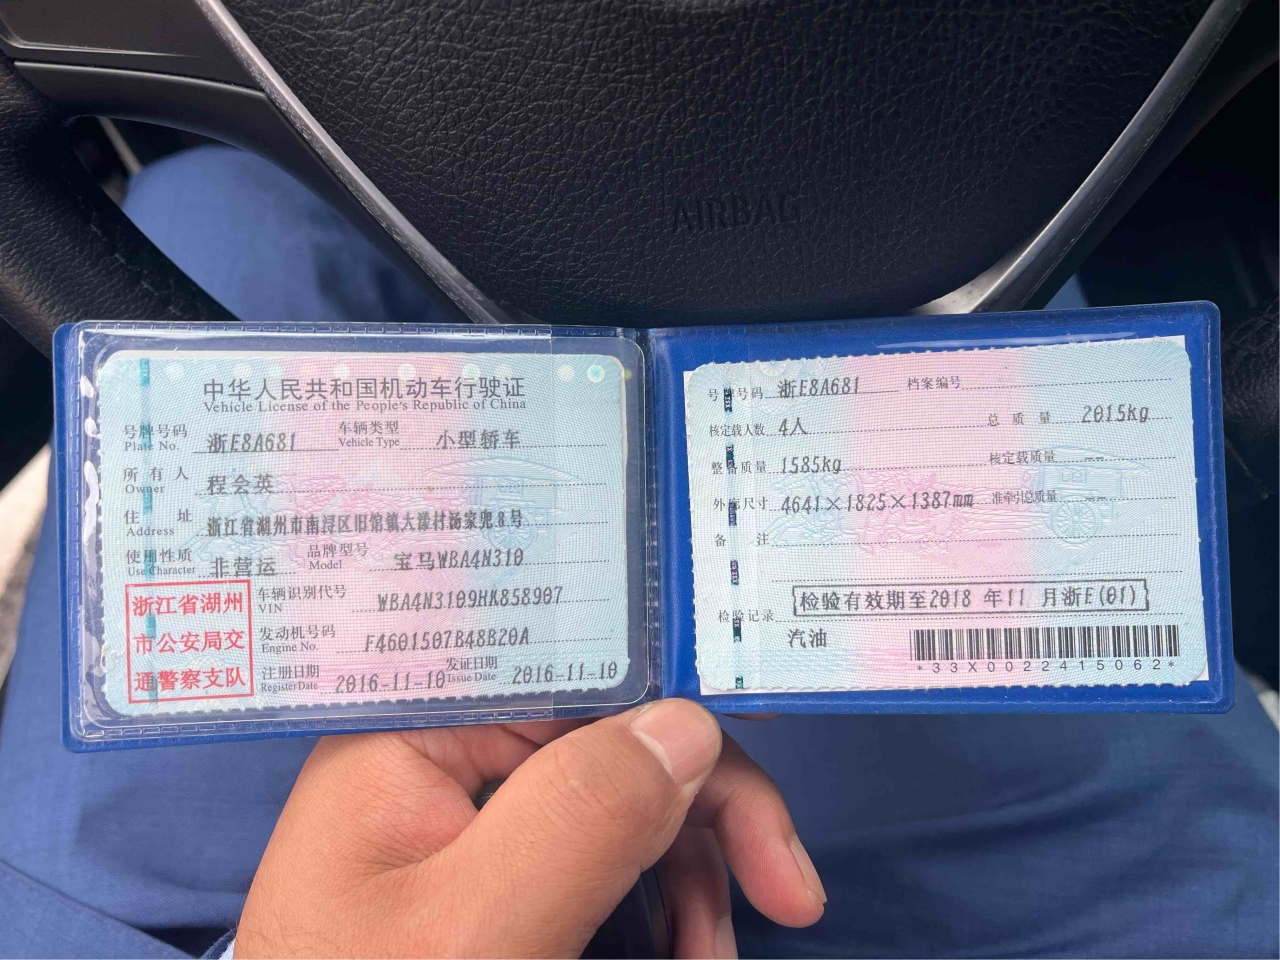 AIRBAG
中华人民共和国机动车行驶证
Vehicle License of the People's Republic of China
号牌号码 浙E8A681 车辆类型 小型轿车
Plate No. Vehicle Type
所有人 程会英
Owner
住址 浙江省湖州市南浔区旧馆镇大漾村汤家兜8号
Address
使用性质 非营运 品牌型号 宝马WBA4N310
Use Character Model
浙江省湖州
市公安局交
通警察支队
车辆识别代号 WBA4N3109HK858907
VIN
发动机号码 F4601507B48B20A
Engine No.
注册日期 2016-11-10 发证日期 2016-11-10
Register Date Issue Date
号牌号码 浙E8A681 档案编号
核定载人数 4人 总质量 2015kg
整备质量 1585kg 核定载质量 --
外廓尺寸 4641×1825×1387mm 准牵引总质量 --
备注
检验记录 检验有效期至2018年11月浙E(01)
汽油
*33X0022415062*